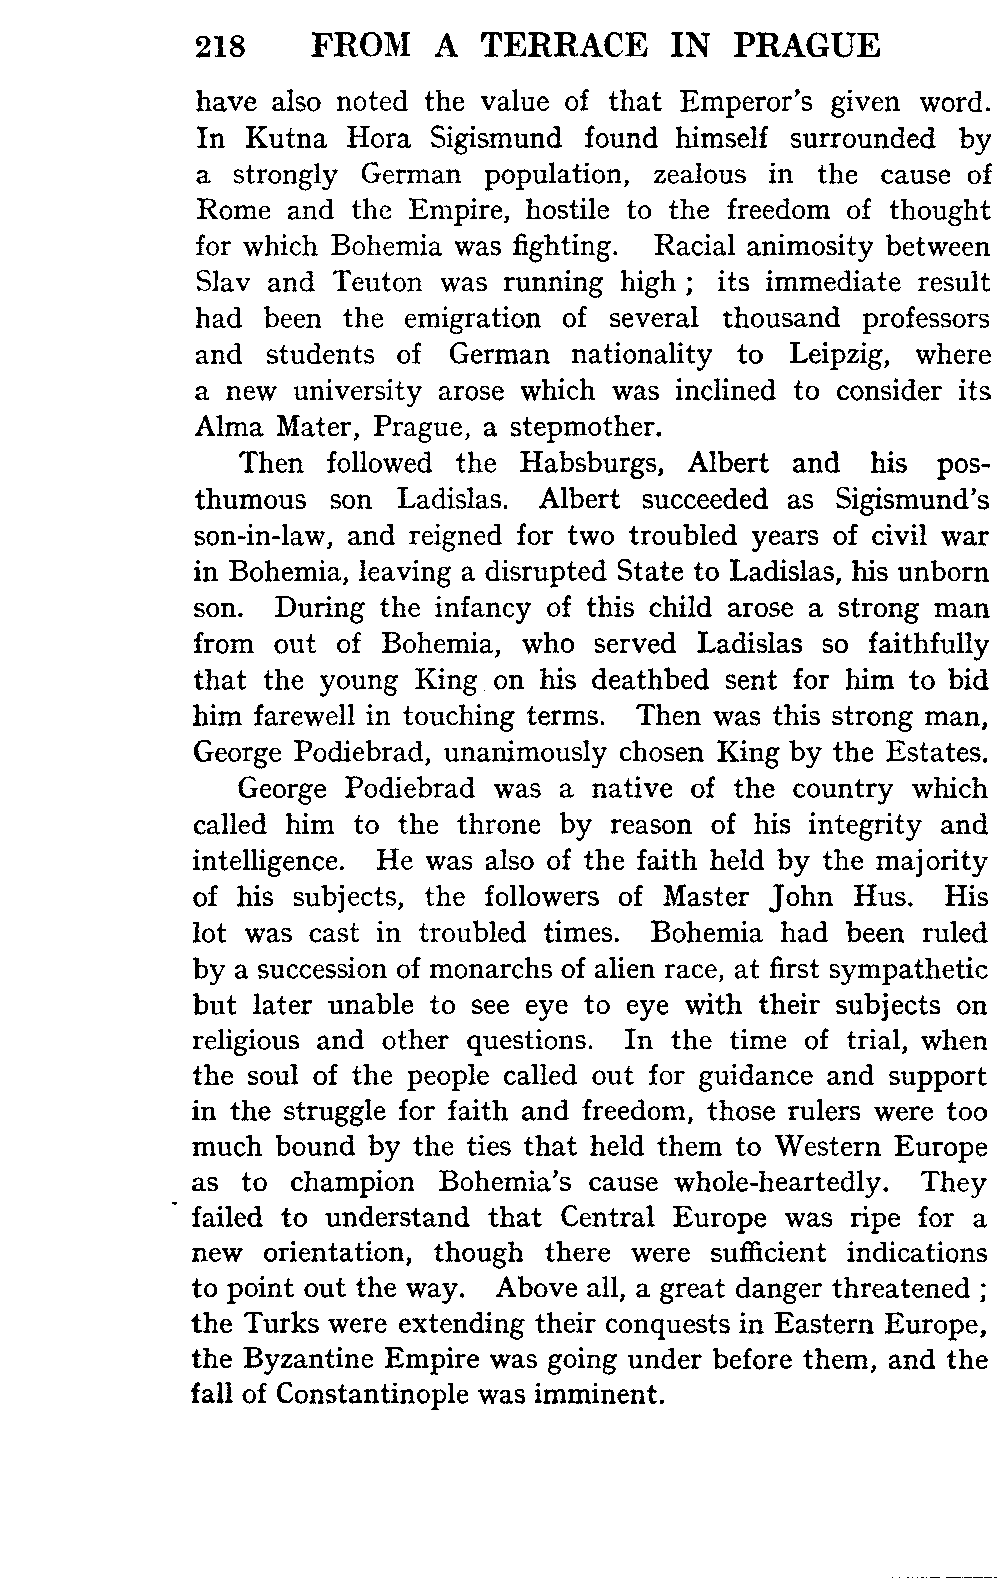 218 FROM A TERRACE IN PRAGUE
have also noted the value of that Emperor's given word.
In Kutna Hora Sigismund found himself surrounded by
a strongly German population, zealous in the cause of
Rome and the Empire, hostile to the freedom of thought
for which Bohemia was fighting. Racial animosity between
Slav and Teuton was running high ; its immediate result
had been the emigration of several thousand professors
and students of German nationality to Leipzig, where
a new university arose which was inclined to consider its
Alma Mater, Prague, a stepmother.
Then followed the Habsburgs, Albert and his pos-
thumous son Ladislas. Albert succeeded as Sigismund's
son-in-law, and reigned for two troubled years of civil war
in Bohemia, leaving a disrupted State to Ladislas, his unborn
son. During the infancy of this child arose a strong man
from out of Bohemia, who served Ladislas so faithfully
that the young King on his deathbed sent for him to bid
him farewell in touching terms. Then was this strong man,
George Podiebrad, unanimously chosen King by the Estates.
George Podiebrad was a native of the country which
called him to the throne by reason of his integrity and
intelligence. He was also of the faith held by the majority
of his subjects, the followers of Master John Hus. His
lot was cast in troubled times. Bohemia had been ruled
by a succession of monarchs of alien race, at first sympathetic
but later unable to see eye to eye with their subjects on
religious and other questions. In the time of trial, when
the soul of the people called out for guidance and support
in the struggle for faith and freedom, those rulers were too
much bound by the ties that held them to Western Europe
as to champion Bohemia's cause whole-heartedly. They
failed to understand that Central Europe was ripe for a
new orientation, though there were sufficient indications
to point out the way. Above all, a great danger threatened ;
the Turks were extending their conquests in Eastern Europe,
the Byzantine Empire was going under before them, and the
fall of Constantinople was imminent.